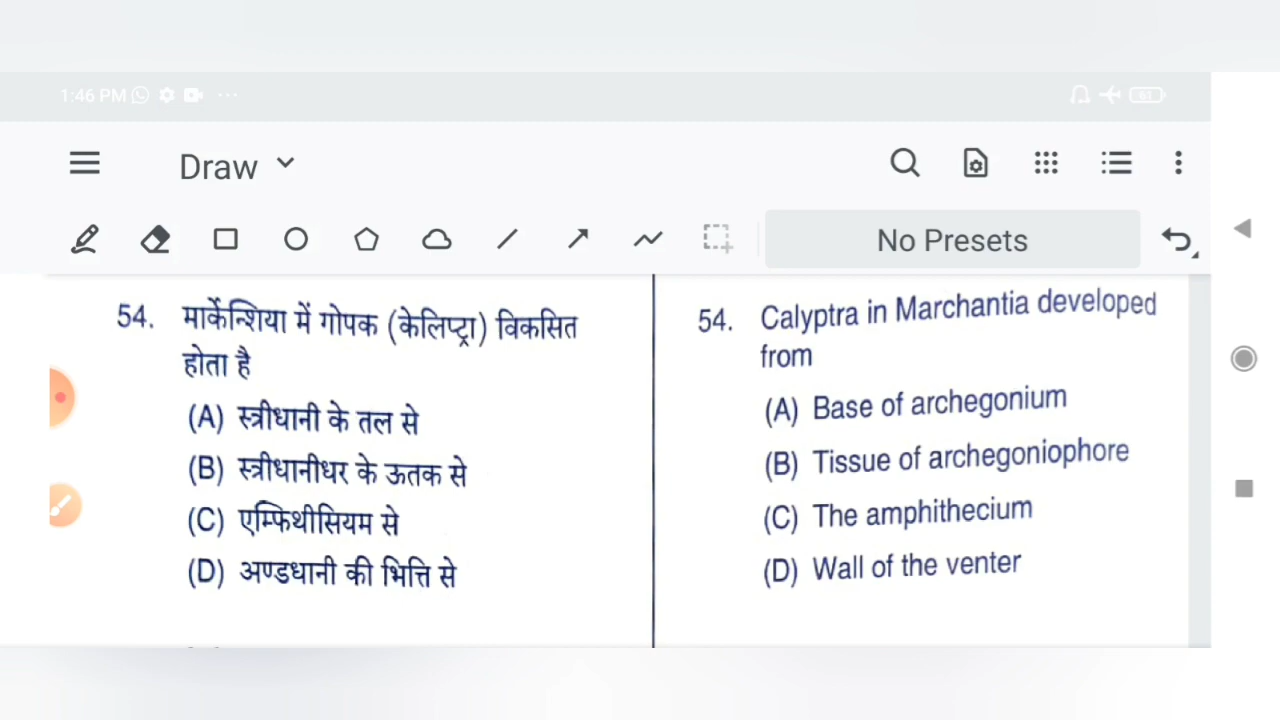 1:46 PM
61
Draw
No Presets
54. मार्केन्शिया में गोपक (केलिप्ट्रा) विकसित
होता है
(A) स्त्रीधानी के तल से
(B) स्त्रीधानीधर के ऊतक से
(C) एम्फिथीसियम से
(D) अण्डधानी की भित्ति से
54. Calyptra in Marchantia developed
from
(A) Base of archegonium
(B) Tissue of archegoniophore
(C) The amphithecium
(D) Wall of the venter